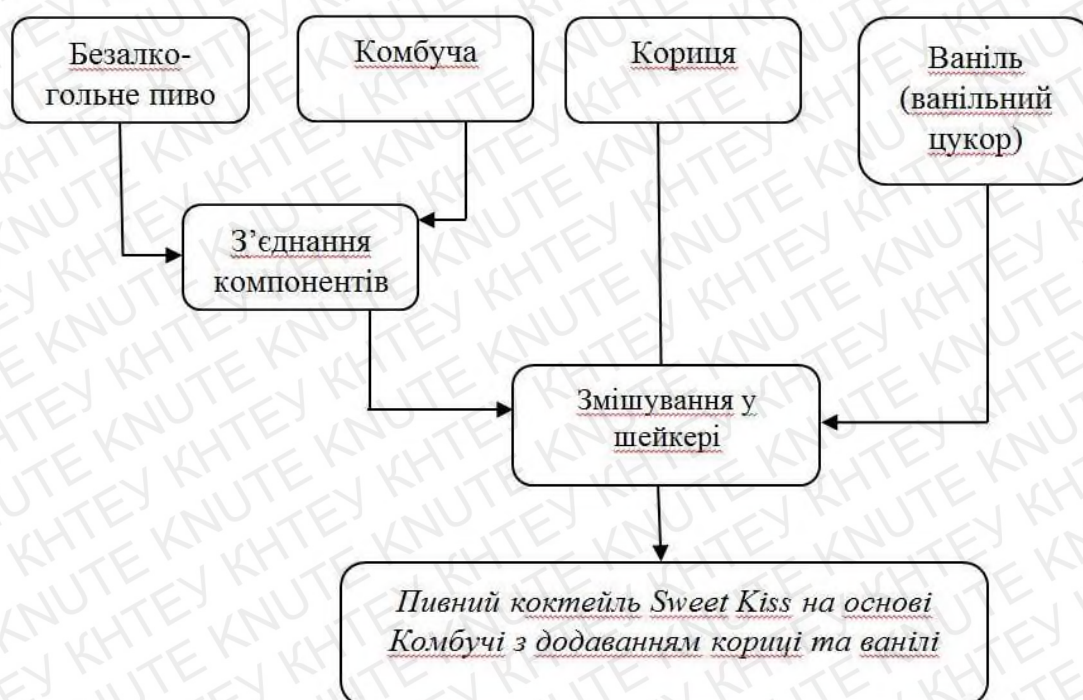 Безалко-
гольне пиво
Комбуча
Кориця
Ваніль
(ванільний
цукор)
З’єднання
компонентів
Змішування у
шейкері
Пивний коктейль Sweet Kiss на основі
Комбучі з додаванням кориці та ванілі